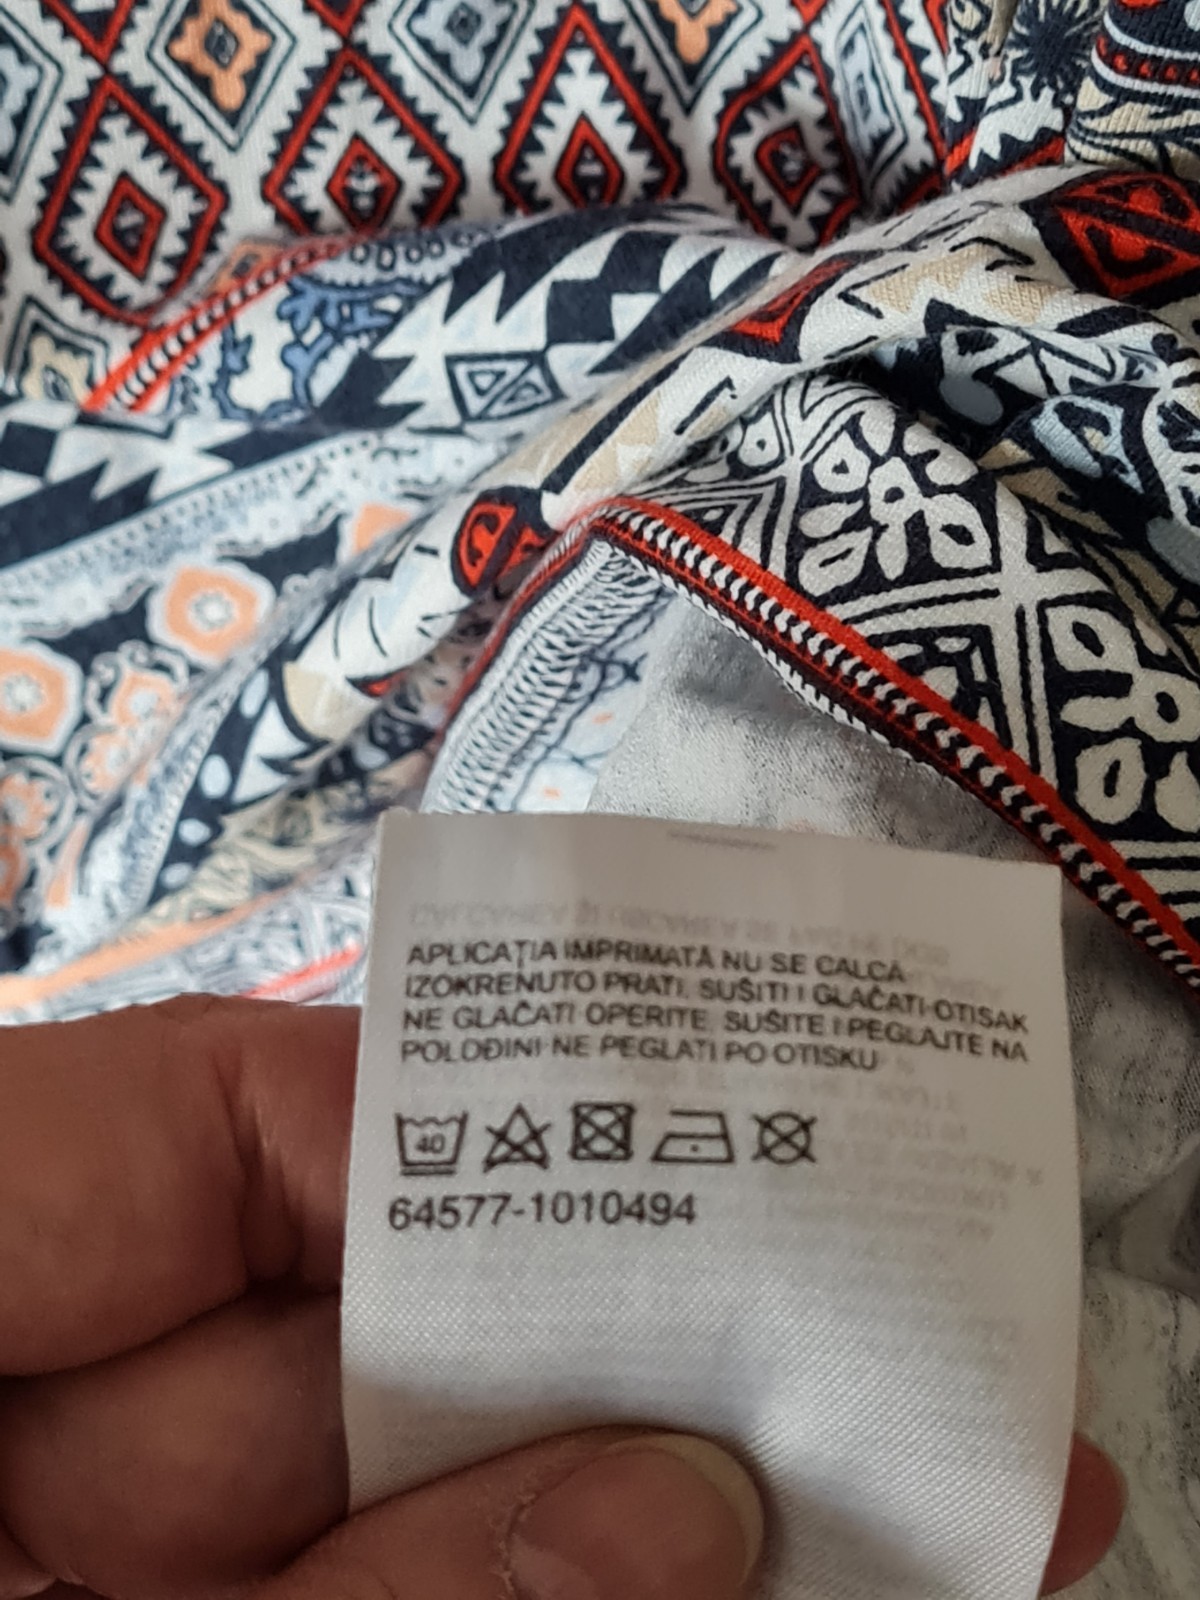 APLICAȚIA IMPRIMATĂ NU SE CALCĂ
IZOKRENUTO PRATI, SUŠITI I GLAČATI·OTISAK
NE GLAČATI·OPERITE, SUŠITE I PEGLAJTE NA
POLOĐINI·NE PEGLATI PO OTISKU
40
64577-1010494